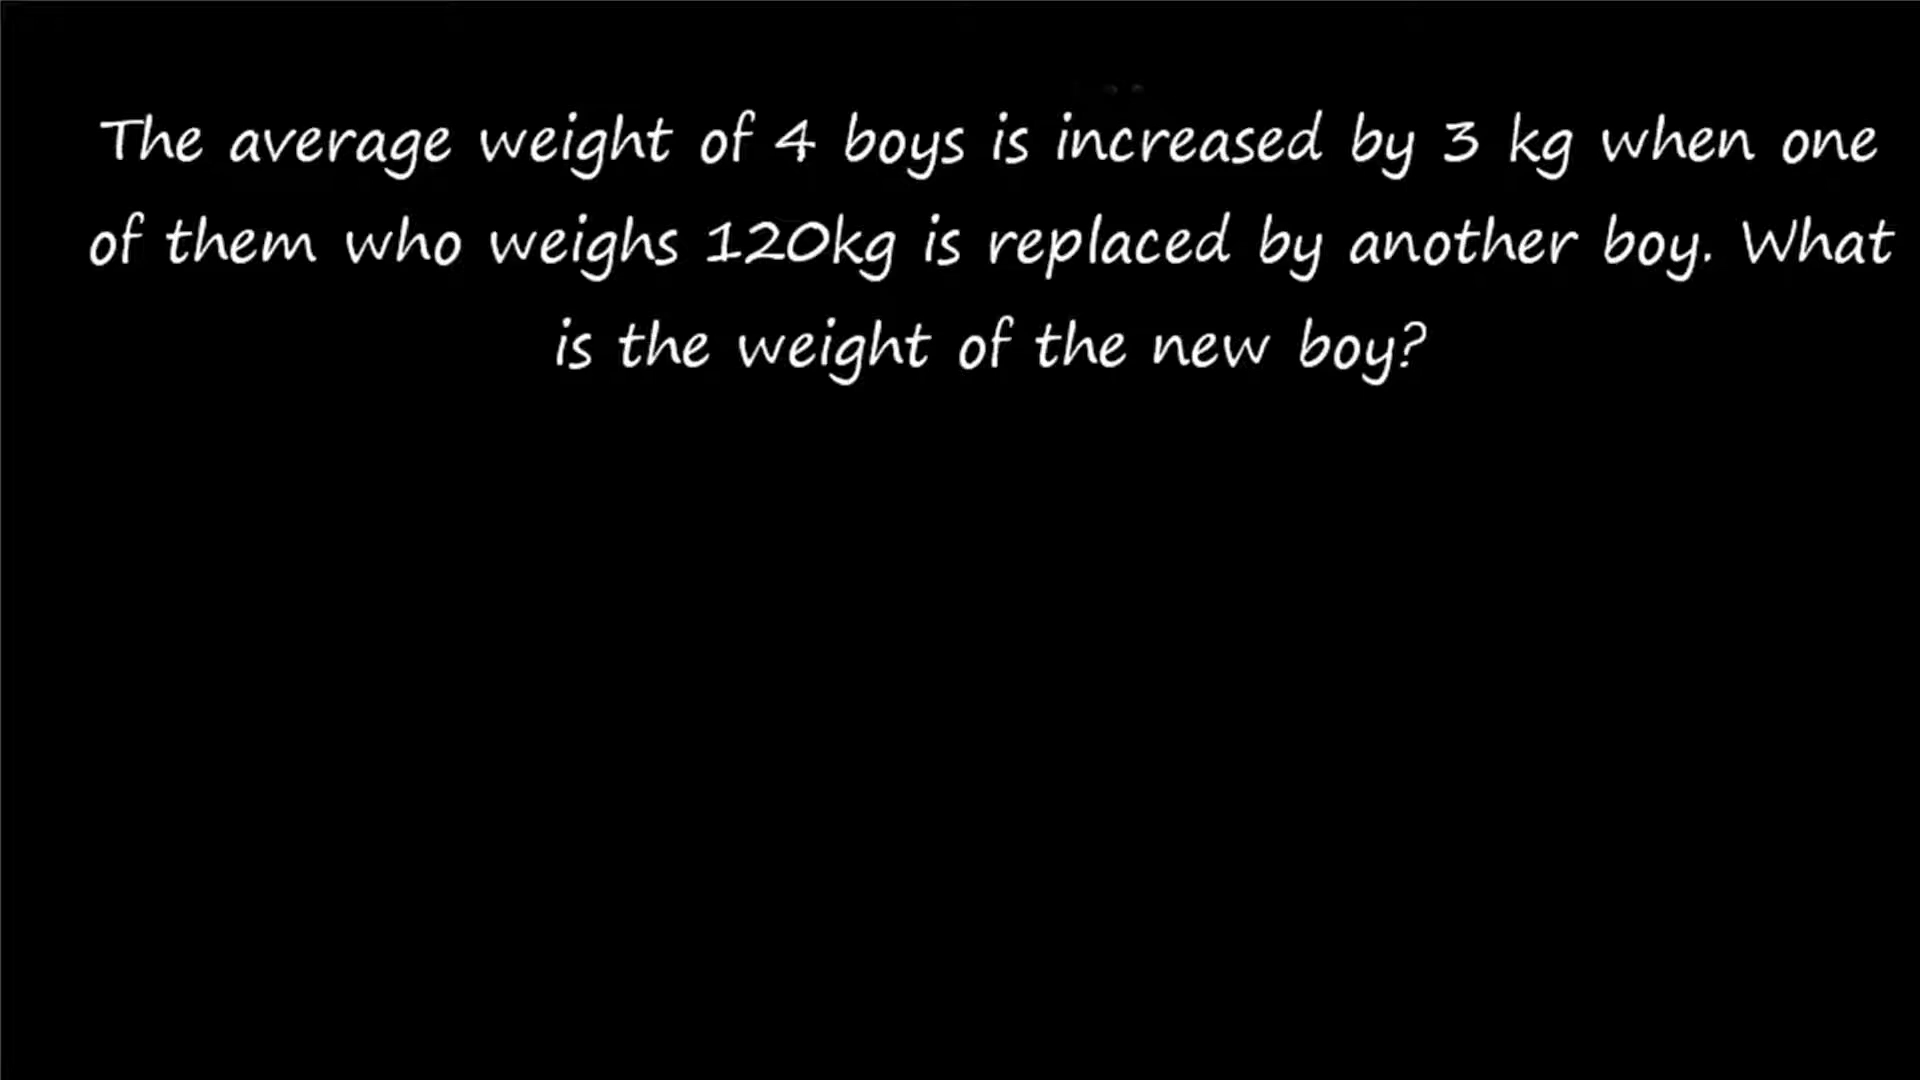 The average weight of 4 boys is increased by 3 kg when one
of them who weighs 120kg is replaced by another boy. What
is the weight of the new boy?